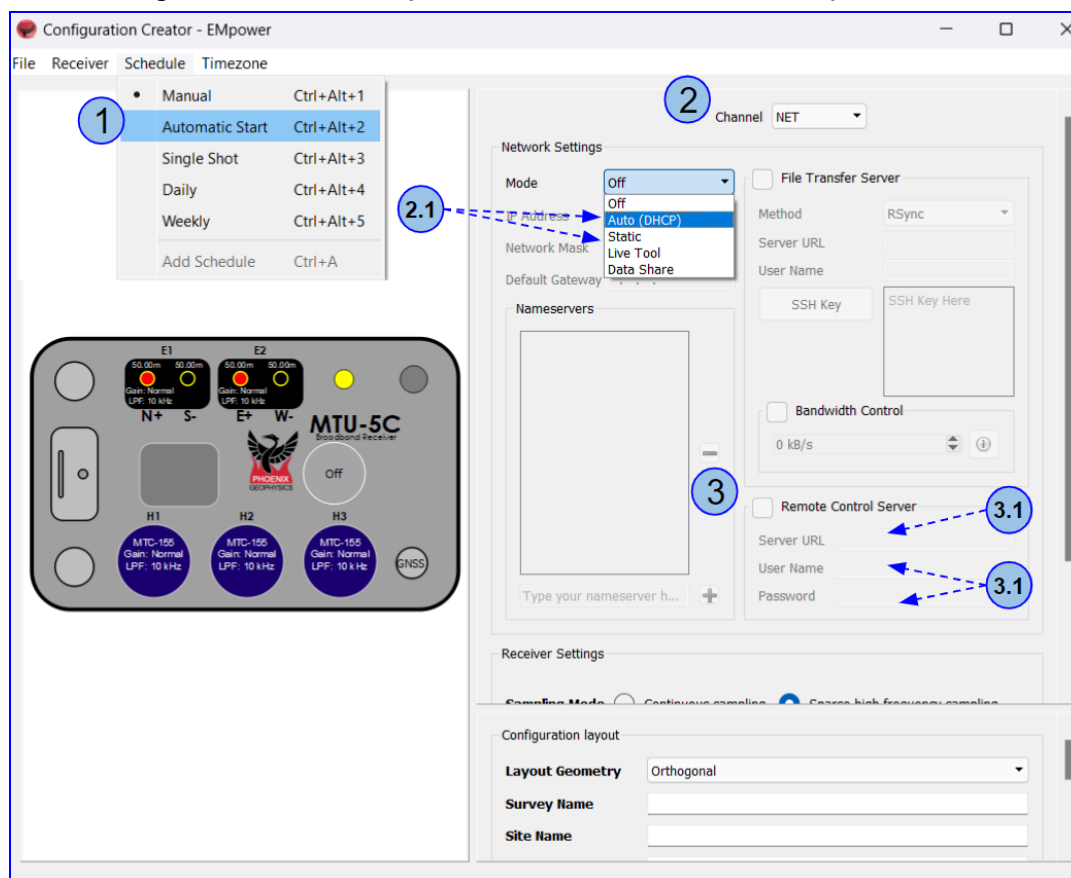 Configuration Creator - EMpower
File Receiver Schedule Timezone
1
• Manual Ctrl+Alt+1
Automatic Start Ctrl+Alt+2
Single Shot Ctrl+Alt+3
Daily Ctrl+Alt+4
Weekly Ctrl+Alt+5
Add Schedule Ctrl+A
2
Channel NET
Network Settings
Mode Off
Off
Auto (DHCP)
Static
Live Tool
Data Share
2.1
IP Address
Network Mask
Default Gateway
Nameservers
Type your nameserver h...
File Transfer Server
Method RSync
Server URL
User Name
SSH Key
SSH Key Here
Bandwidth Control
0 kB/s
3
Remote Control Server
3.1
Server URL
User Name
3.1
Password
E1 E2
50.00m 50.00m 50.00m 50.00m
Gain: Normal Gain: Normal
LPF: 10 kHz LPF: 10 kHz
N+ S- E+ W-
MTU-5C
Broadband Receiver
PHOENIX
GEOPHYSICS
Off
H1 H2 H3
MTC-155 MTC-155 MTC-155
Gain: Normal Gain: Normal Gain: Normal
LPF: 10 kHz LPF: 10 kHz LPF: 10 kHz
GNSS
Receiver Settings
Sampling Mode Continuous sampling Sparse high frequency sampling
Configuration layout
Layout Geometry Orthogonal
Survey Name
Site Name